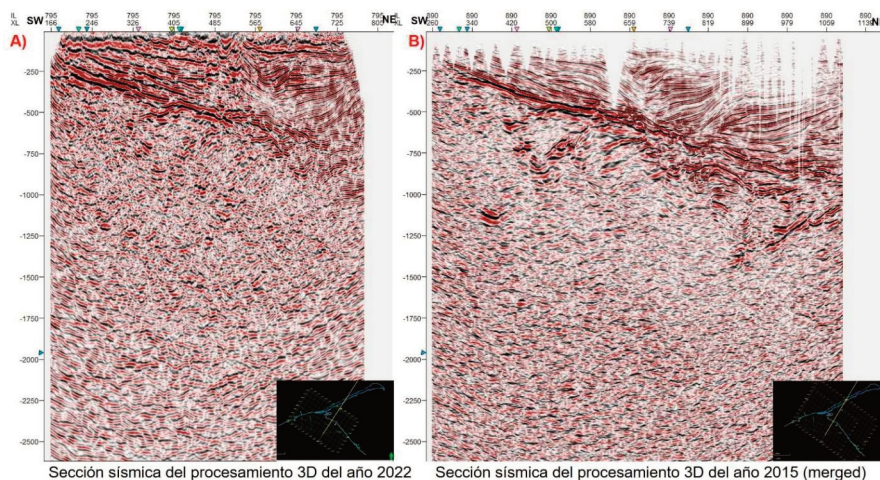 IL 795 795 795 795 795 795 795 795 795
XL 166 246 326 405 485 565 645 725 805
SW
NE
A)
-250
-500
-750
-1000
-1250
-1500
-1750
-2000
-2250
-2500
Sección sísmica del procesamiento 3D del año 2022
IL 890 890 890 890 890 890 890 890 890 890 890 890
XL 260 340 420 500 580 659 739 819 899 979 1059 1139
SW
N
B)
-250
-500
-750
-1000
-1250
-1500
-1750
-2000
-2250
-2500
Sección sísmica del procesamiento 3D del año 2015 (merged)